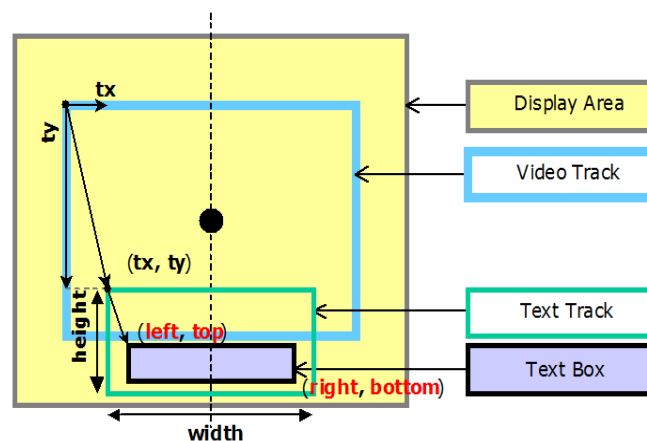 tx
Display Area
ty
Video Track
(tx, ty)
height
Text Track
(left, top)
Text Box
(right, bottom)
width